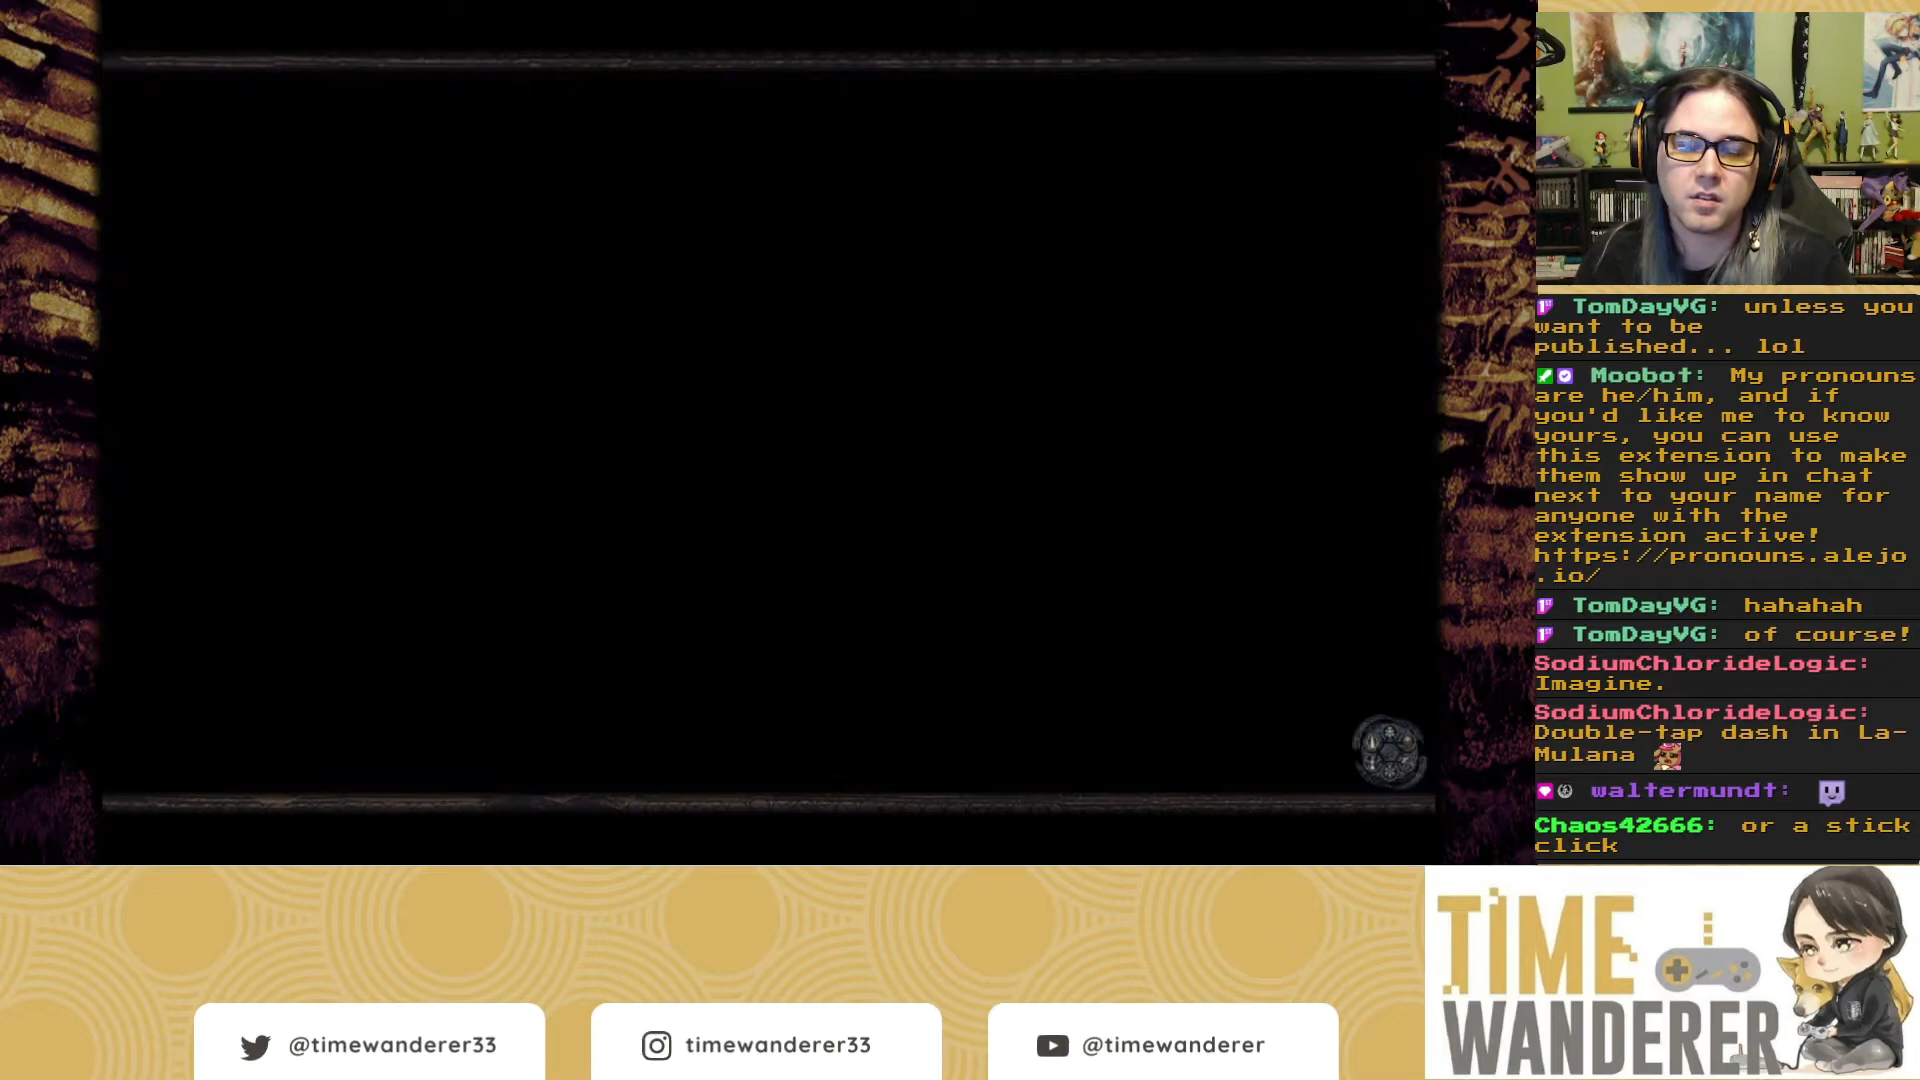 TomDayVG: unless you
want to be
published... lol
Moobot: My pronouns
are he/him, and if
you'd like me to know
yours, you can use
this extension to make
them show up in chat
next to your name for
anyone with the
extension active!
https://pronouns.alejo
.io/
TomDayVG: hahahah
TomDayVG: of course!
SodiumChlorideLogic:
Imagine.
SodiumChlorideLogic:
Double-tap dash in La-
Mulana
waltermundt:
Chaos42666: or a stick
click
TIME
WANDERER
@timewanderer33
timewanderer33
@timewanderer